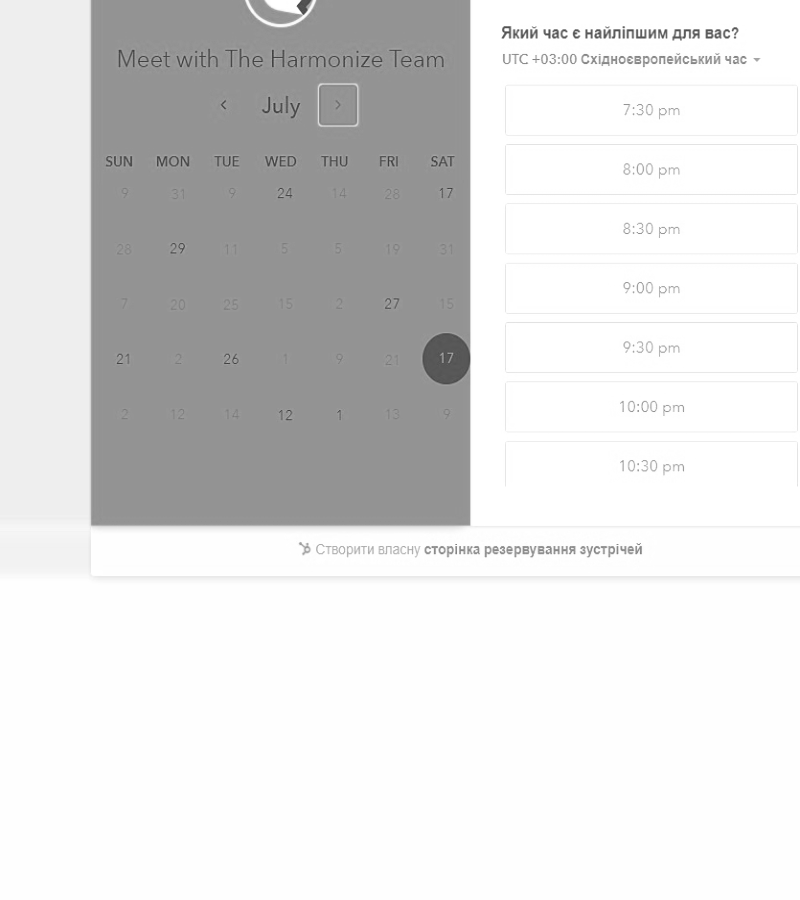 Meet with The Harmonize Team
July
SUN MON TUE WED THU FRI SAT
9 31 9 24 14 28 17
28 29 11 5 5 19 31
7 20 25 15 2 27 15
21 2 26 1 9 21 17
2 12 14 12 1 13 9
Який час є найліпшим для вас?
UTC +03:00 Східноєвропейський час
7:30 pm
8:00 pm
8:30 pm
9:00 pm
9:30 pm
10:00 pm
10:30 pm
Створити власну сторінка резервування зустрічей